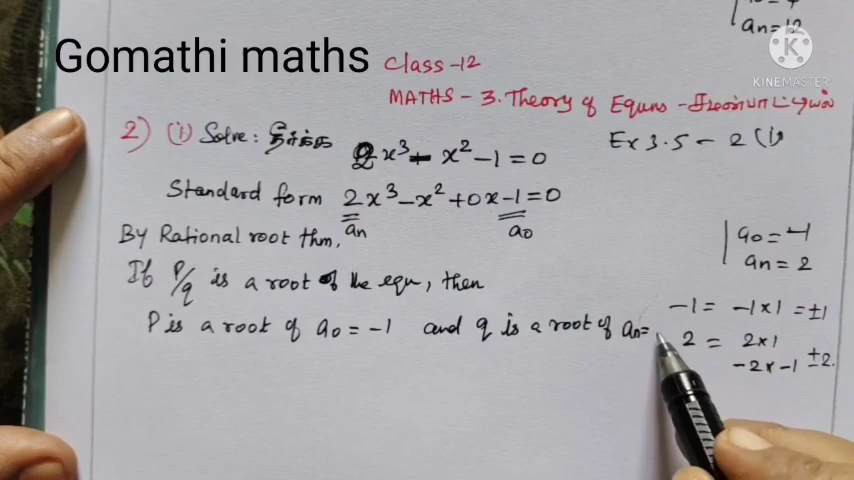 an=12
Gomathi maths
Class-12
KINEMASTER
MATHS - 3. Theory of Equns - சமன்பாட்டியல்
2) (i) Solve: தீர்க்க 2x³ - x² - 1 = 0 Ex 3.5 - 2 (i)
Standard form 2x³ - x² + 0x - 1 = 0
an a0
By Rational root thm,
a0 = -1
an = 2
If p/q is a root of the equn, then
-1 = -1×1 = ±1
P is a root of a0 = -1 and q is a root of an=
2 = 2×1
-2×-1 ±2.